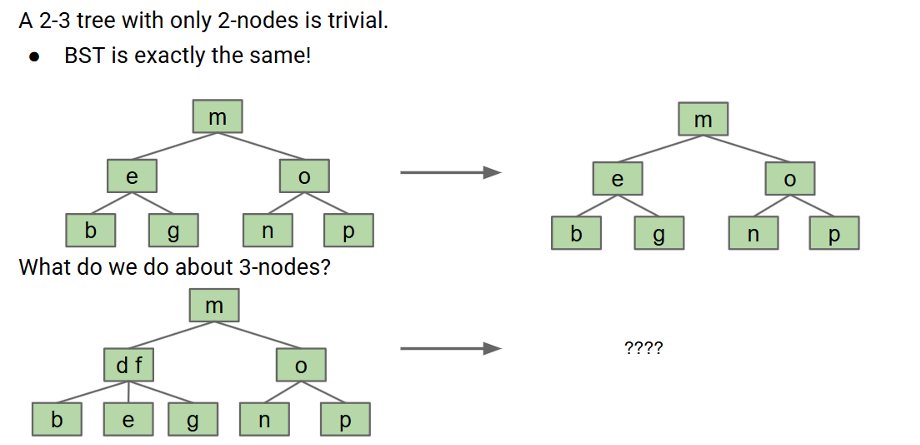 A 2-3 tree with only 2-nodes is trivial.
● BST is exactly the same!
m
m
e
o
e
o
b
g
n
p
b
g
n
p
What do we do about 3-nodes?
m
d f
o
????
b
e
g
n
p